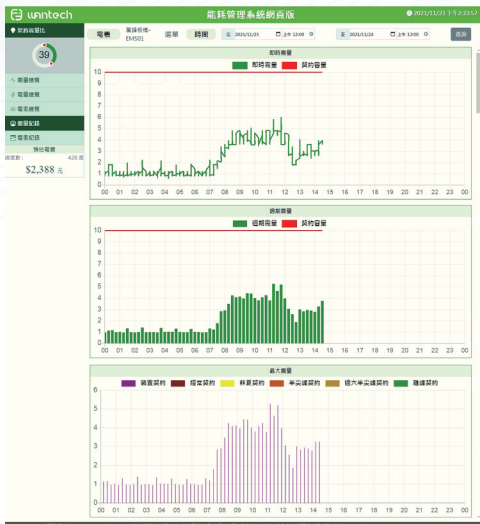 wantech
能耗管理系統網頁版
2021/11/23 下午2:33:57
契約容量比
39
需量總覽
電量總覽
電表總覽
需量記錄
電表記錄
預估電費
428 度
$2,388 元
電表
EMS01
選單
時間
從 2021/11/23 上午 12:00
至 2021/11/24 上午 12:00
查詢
即時需量
即時需量 契約容量
10
9
8
7
6
5
4
3
2
1
0
00 01 02 03 04 05 06 07 08 09 10 11 12 13 14 15 16 17 18 19 20 21 22 23 00
週期需量
週期需量 契約容量
10
9
8
7
6
5
4
3
2
1
0
00 01 02 03 04 05 06 07 08 09 10 11 12 13 14 15 16 17 18 19 20 21 22 23 00
最大需量
裝置契約 經常契約 非夏契約 半尖峰契約 週六半尖峰契約 離峰契約
6
5
4
3
2
1
0
00 01 02 03 04 05 06 07 08 09 10 11 12 13 14 15 16 17 18 19 20 21 22 23 00